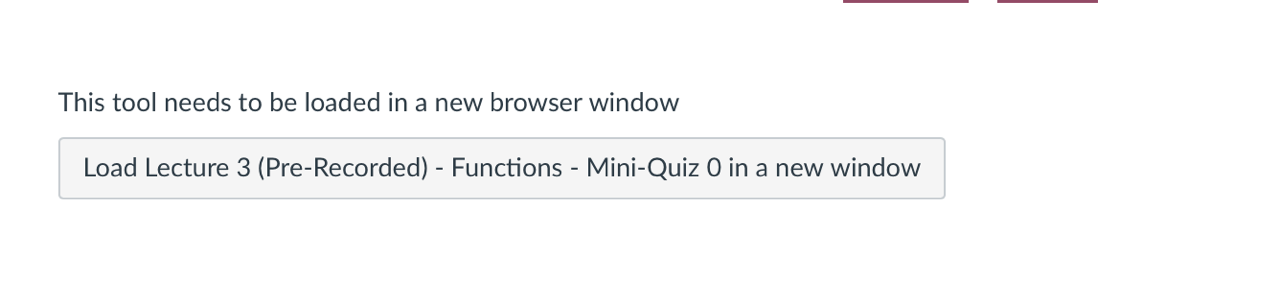 This tool needs to be loaded in a new browser window
Load Lecture 3 (Pre-Recorded) - Functions - Mini-Quiz 0 in a new window